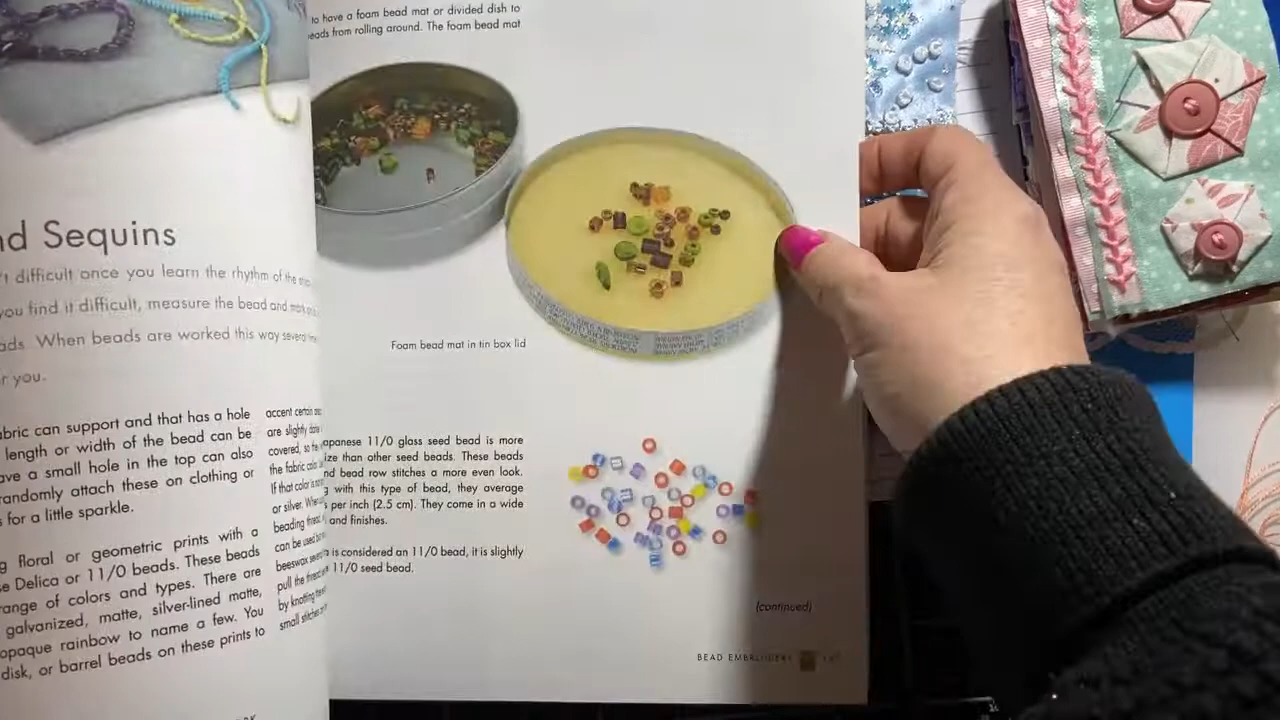 to have a foam bead mat or divided dish to
eads from rolling around. The foam bead mat
Foam bead mat in tin box lid
apanese 11/0 glass seed bead is more
ize than other seed beads. These beads
nd bead row stitches a more even look.
with this type of bead, they average
per inch (2.5 cm). They come in a wide
and finishes.
is considered an 11/0 bead, it is slightly
11/0 seed bead.
(continued)
BEAD EMBROIDERY
nd Sequins
't difficult once you learn the rhythm of the
you find it difficult, measure the bead and
ads. When beads are worked this way several
r you.
abric can support and that has a hole
length or width of the bead can be
ave a small hole in the top can also
randomly attach these on clothing or
s for a little sparkle.
g floral or geometric prints with a
se Delica or 11/0 beads. These beads
range of colors and types. There are
galvanized, matte, silver-lined matte,
opaque rainbow to name a few. You
disk, or barrel beads on these prints to
accent certain
are slightly
covered, so
the fabric
If that color is
or silver.
beading thread
can be used
beeswax
pull the thread
by knotting
small stitches